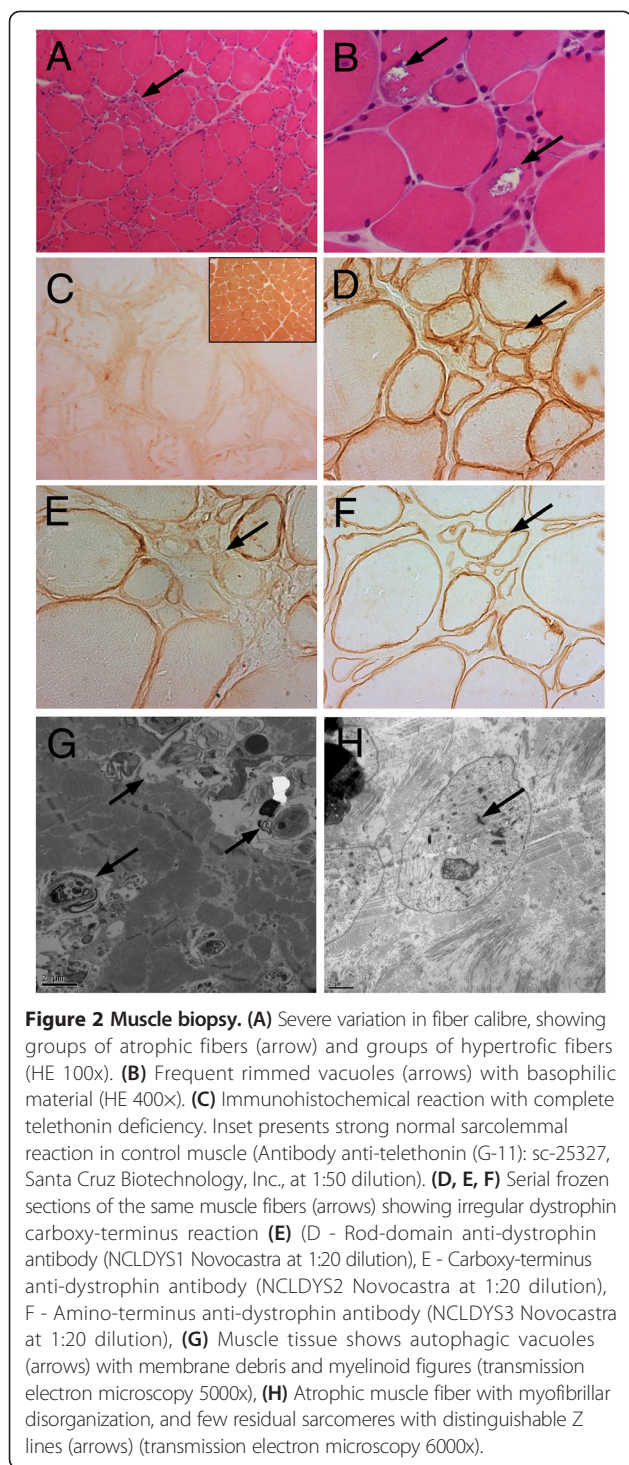 A
B
C
D
E
F
G
2 µm
H
Figure 2 Muscle biopsy. (A) Severe variation in fiber calibre, showing
groups of atrophic fibers (arrow) and groups of hypertrofic fibers
(HE 100x). (B) Frequent rimmed vacuoles (arrows) with basophilic
material (HE 400×). (C) Immunohistochemical reaction with complete
telethonin deficiency. Inset presents strong normal sarcolemmal
reaction in control muscle (Antibody anti-telethonin (G-11): sc-25327,
Santa Cruz Biotechnology, Inc., at 1:50 dilution). (D, E, F) Serial frozen
sections of the same muscle fibers (arrows) showing irregular dystrophin
carboxy-terminus reaction (E) (D - Rod-domain anti-dystrophin
antibody (NCLDYS1 Novocastra at 1:20 dilution), E - Carboxy-terminus
anti-dystrophin antibody (NCLDYS2 Novocastra at 1:20 dilution),
F - Amino-terminus anti-dystrophin antibody (NCLDYS3 Novocastra
at 1:20 dilution), (G) Muscle tissue shows autophagic vacuoles
(arrows) with membrane debris and myelinoid figures (transmission
electron microscopy 5000x), (H) Atrophic muscle fiber with myofibrillar
disorganization, and few residual sarcomeres with distinguishable Z
lines (arrows) (transmission electron microscopy 6000x).